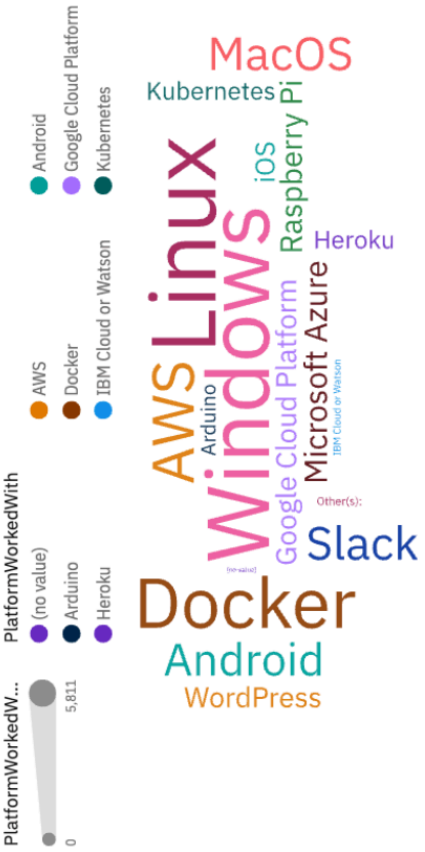 PlatformWorkedW...
0
5,811
PlatformWorkedWith
(no value)
AWS
Android
Arduino
Docker
Google Cloud Platform
Heroku
IBM Cloud or Watson
Kubernetes
MacOS
Kubernetes
Linux
iOS
Raspberry Pi
Windows
Heroku
AWS
Arduino
Google Cloud Platform
Microsoft Azure
IBM Cloud or Watson
Other(s):
Slack
(no value)
Docker
Android
WordPress